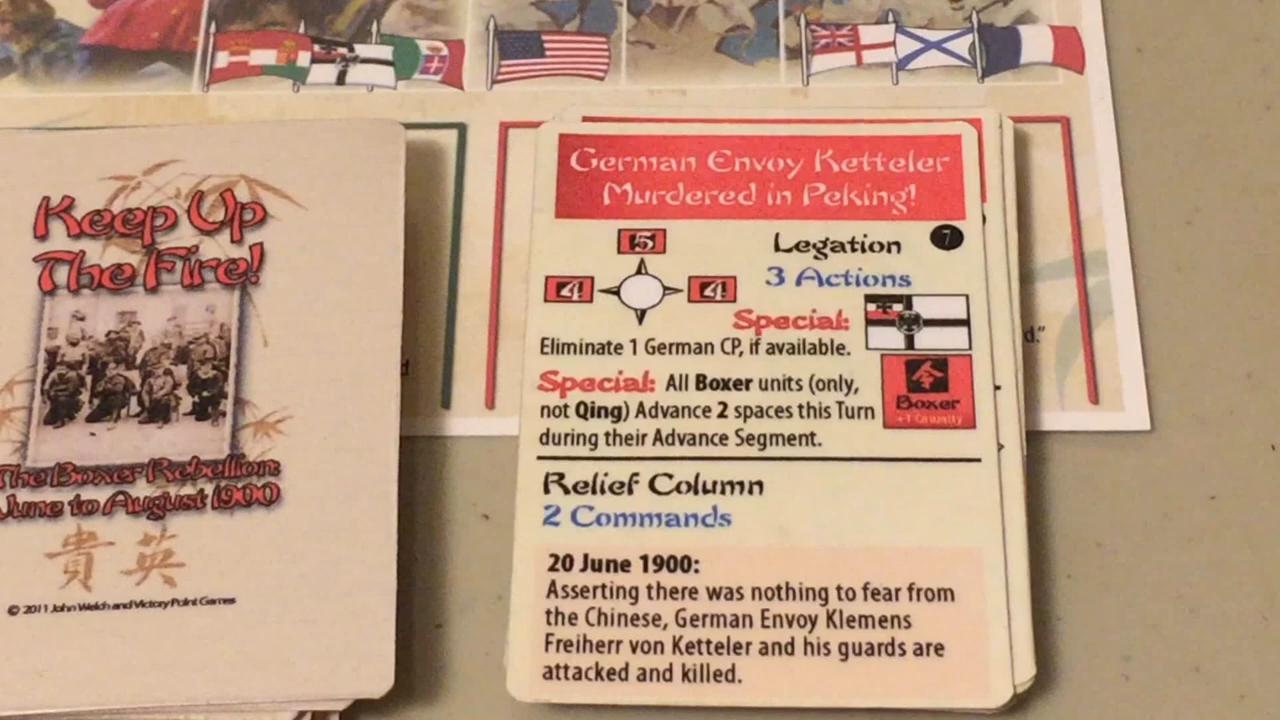 Keep Up
The Fire!
The Boxer Rebellion:
June to August 1900
貴英
© 2011 John Welch and Victory Point Games
German Envoy Ketteler
Murdered in Peking!
5
4
4
Legation
7
3 Actions
Special:
Eliminate 1 German CP, if available.
Special: All Boxer units (only,
not Qing) Advance 2 spaces this Turn
during their Advance Segment.
Boxer
+1 Casualty
Relief Column
2 Commands
20 June 1900:
Asserting there was nothing to fear from
the Chinese, German Envoy Klemens
Freiherr von Ketteler and his guards are
attacked and killed.
d.”
d